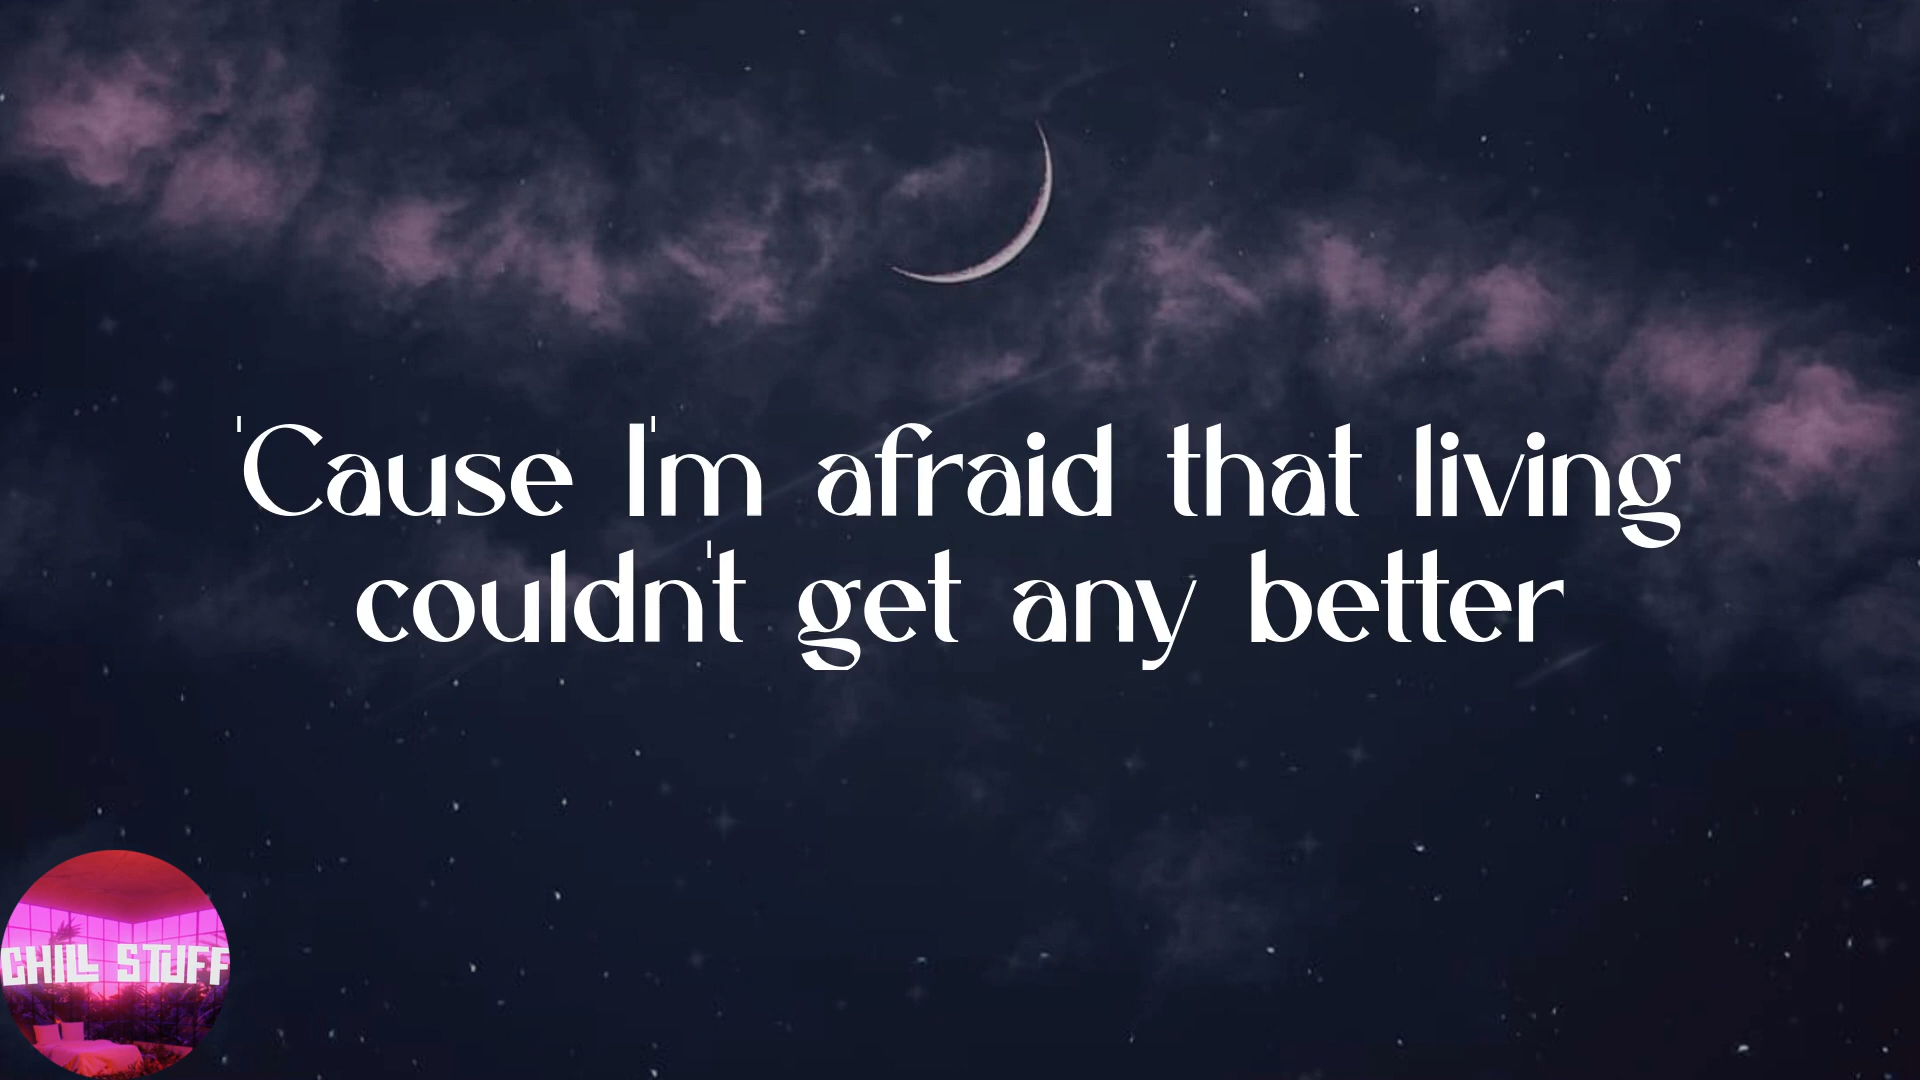 'Cause I'm afraid that living
couldn't get any better
CHILL STUFF